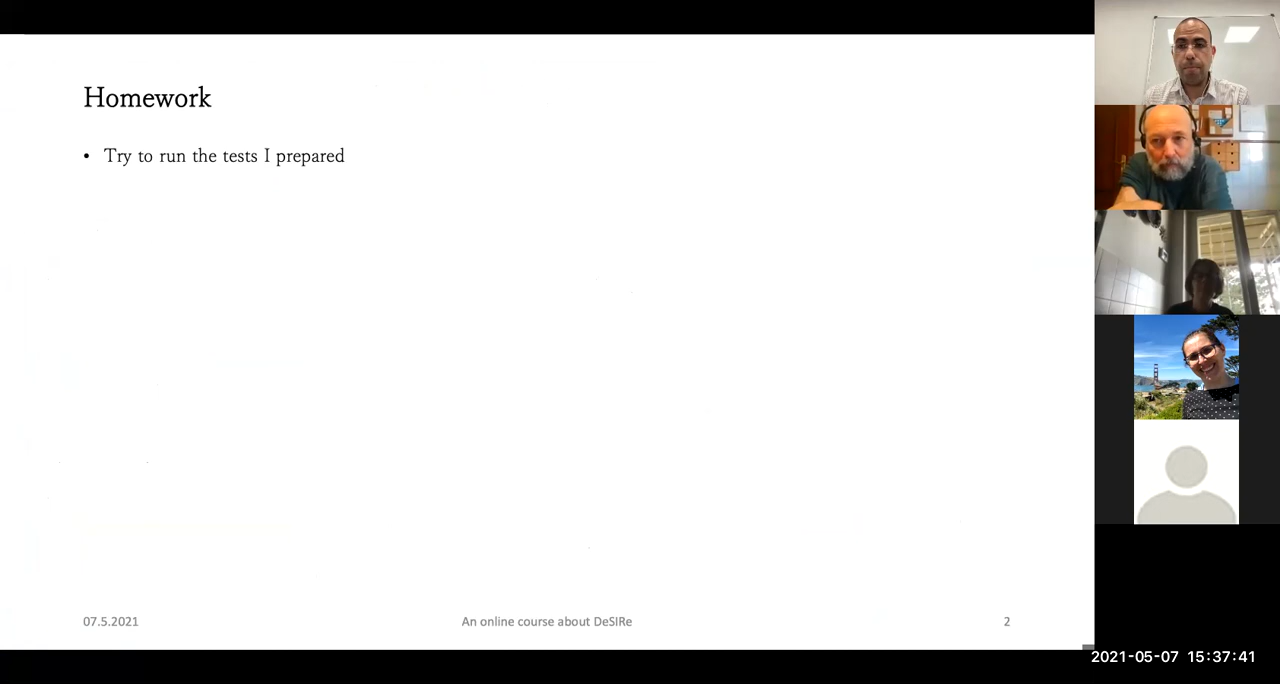 Homework
• Try to run the tests I prepared
07.5.2021
An online course about DeSIRe
2
2021-05-07 15:37:41